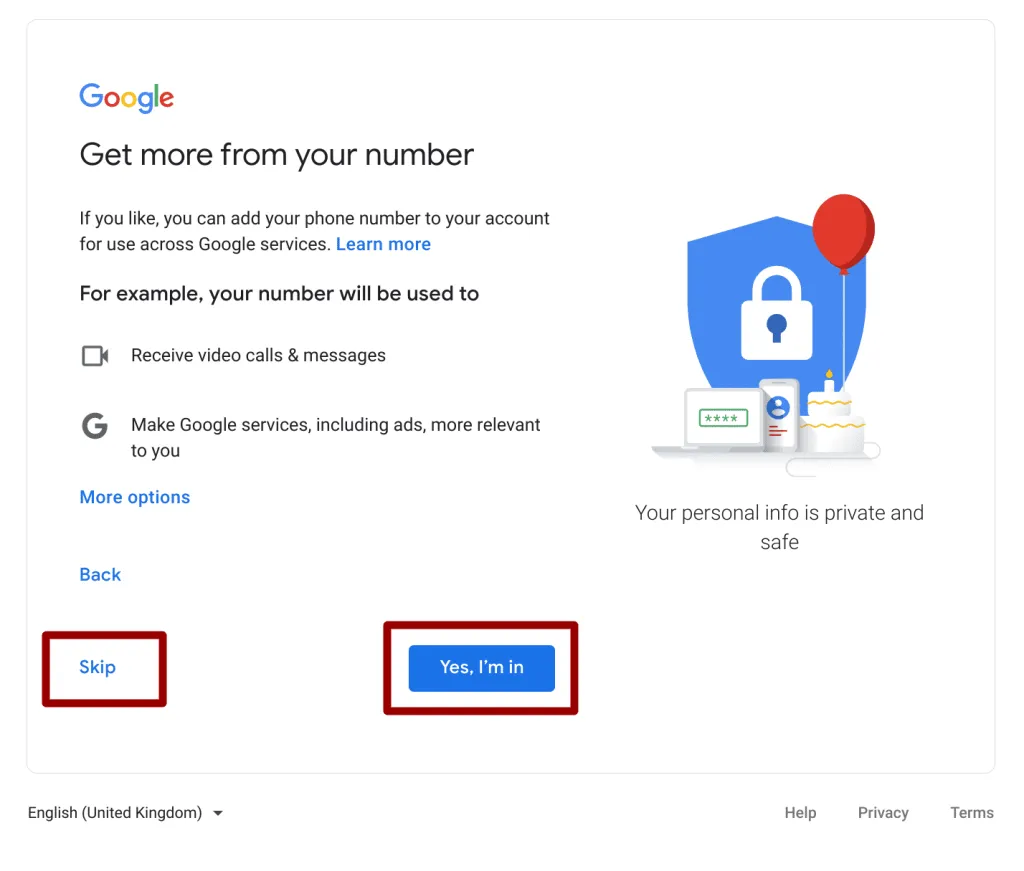 Google
Get more from your number
If you like, you can add your phone number to your account
for use across Google services. Learn more
For example, your number will be used to
Receive video calls & messages
G
Make Google services, including ads, more relevant
to you
More options
Back
Skip
Yes, I'm in
****
Your personal info is private and
safe
English (United Kingdom)
Help
Privacy
Terms